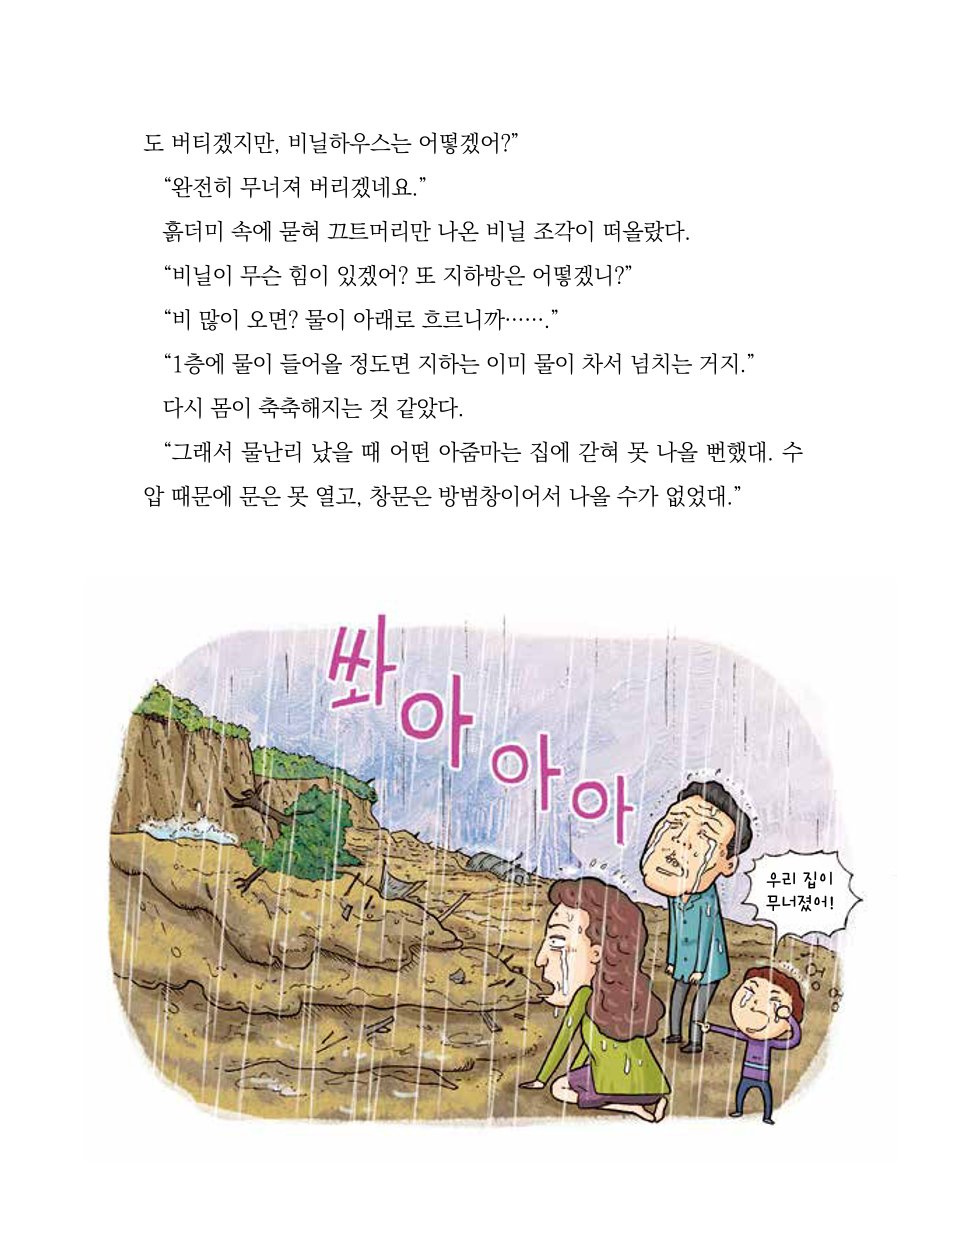 도 버티겠지만, 비닐하우스는 어떻겠어?”
“완전히 무너져 버리겠네요.”
흙더미 속에 묻혀 끄트머리만 나온 비닐 조각이 떠올랐다.
“비닐이 무슨 힘이 있겠어? 또 지하방은 어떻겠니?”
“비 많이 오면? 물이 아래로 흐르니까…….”
“1층에 물이 들어올 정도면 지하는 이미 물이 차서 넘치는 거지.”
다시 몸이 축축해지는 것 같았다.
“그래서 물난리 났을 때 어떤 아줌마는 집에 갇혀 못 나올 뻔했대. 수
압 때문에 문은 못 열고, 창문은 방범창이어서 나올 수가 없었대.”
쏴아아아
우리 집이
무너졌어!
엉
엉